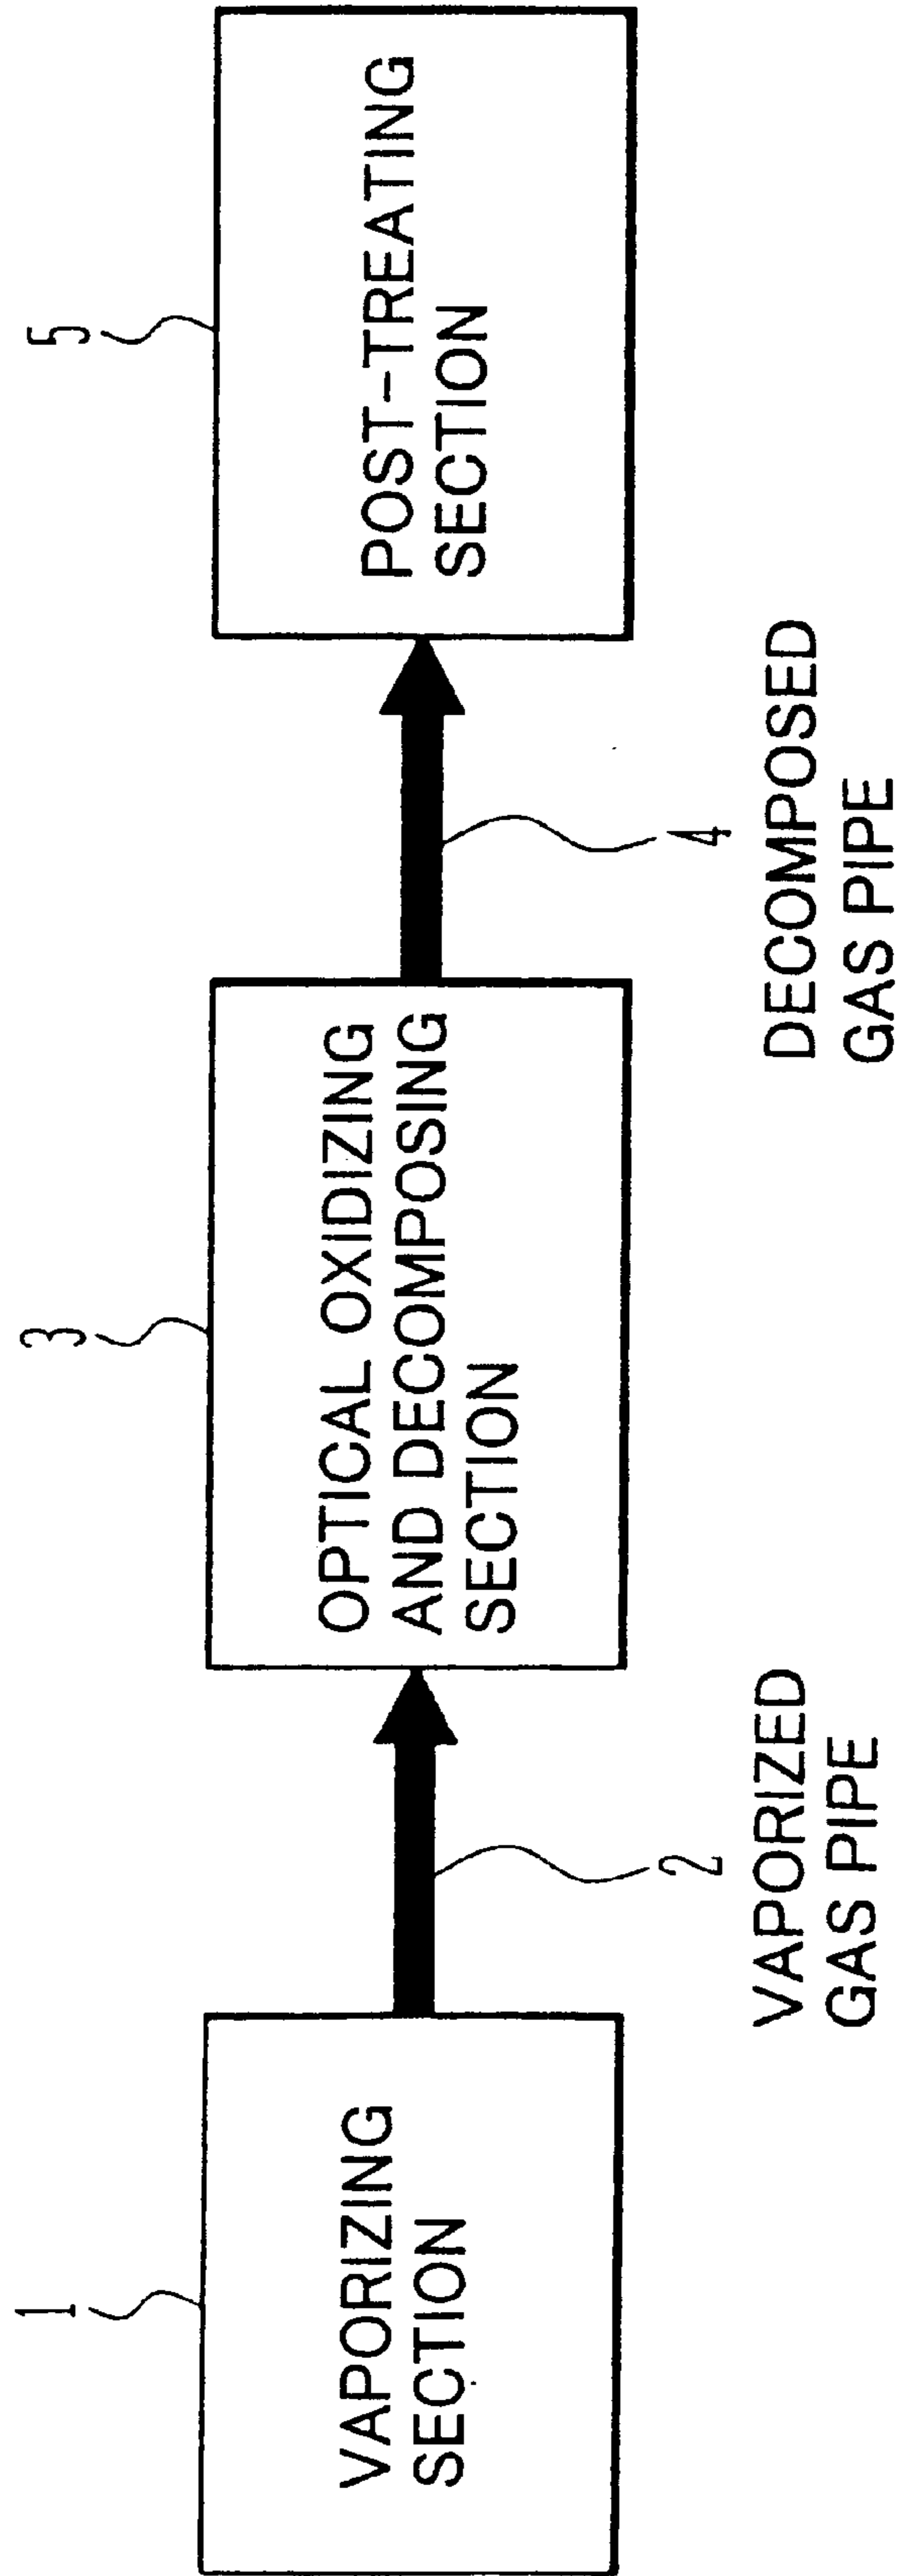 1
VAPORIZING
SECTION
2
VAPORIZED
GAS PIPE
3
OPTICAL OXIDIZING
AND DECOMPOSING
SECTION
4
DECOMPOSED
GAS PIPE
5
POST-TREATING
SECTION